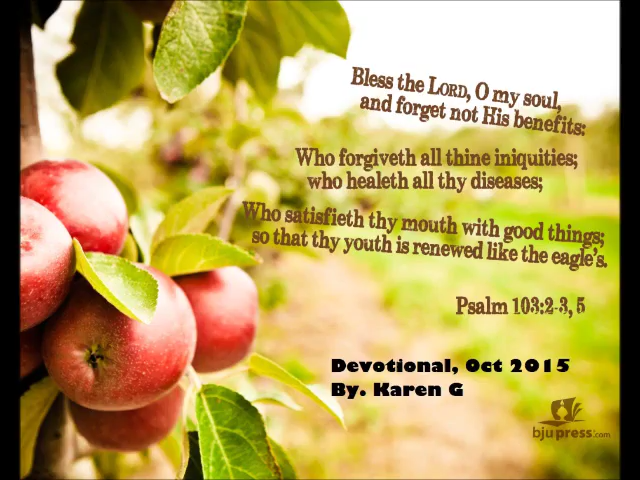 Bless the LORD, O my soul,
and forget not His benefits:
Who forgiveth all thine iniquities;
who healeth all thy diseases;
Who satisfieth thy mouth with good things;
so that thy youth is renewed like the eagle's.
Psalm 103:2-3, 5
Devotional, Oct 2015
By. Karen G
bjupress.com